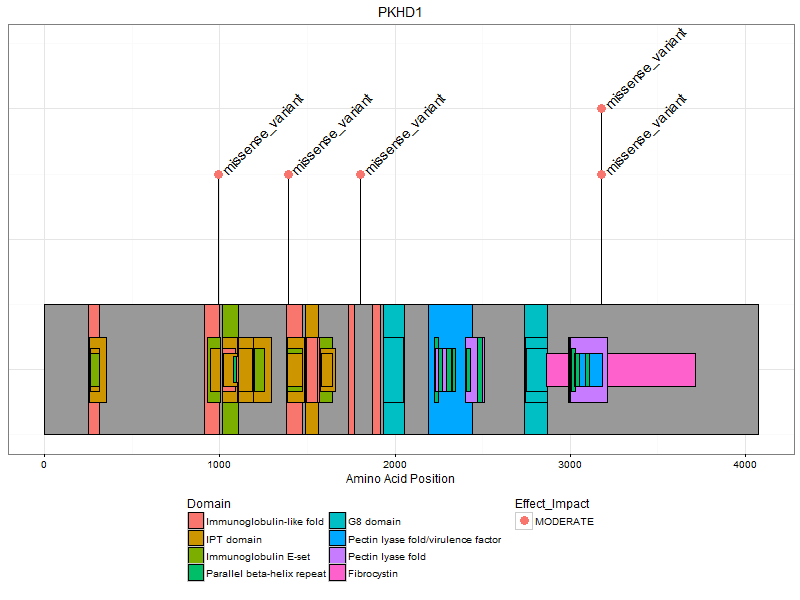 PKHD1
missense_variant
missense_variant
missense_variant
missense_variant
missense_variant
0 1000 2000 3000 4000
Amino Acid Position
Domain
Immunoglobulin-like fold
IPT domain
Immunoglobulin E-set
Parallel beta-helix repeat
G8 domain
Pectin lyase fold/virulence factor
Pectin lyase fold
Fibrocystin
Effect_Impact
MODERATE